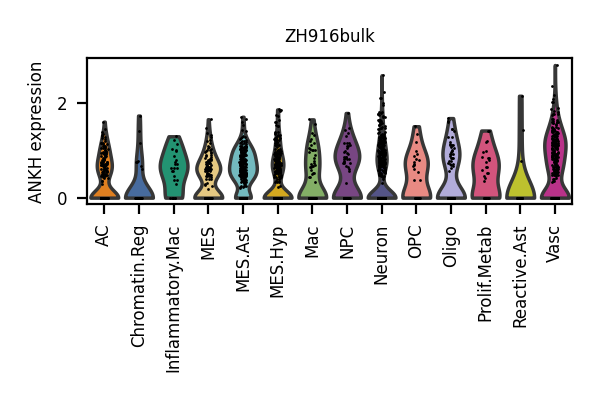 ZH916bulk
ANKH expression
2
0
AC
Chromatin.Reg
Inflammatory.Mac
MES
MES.Ast
MES.Hyp
Mac
NPC
Neuron
OPC
Oligo
Prolif.Metab
Reactive.Ast
Vasc